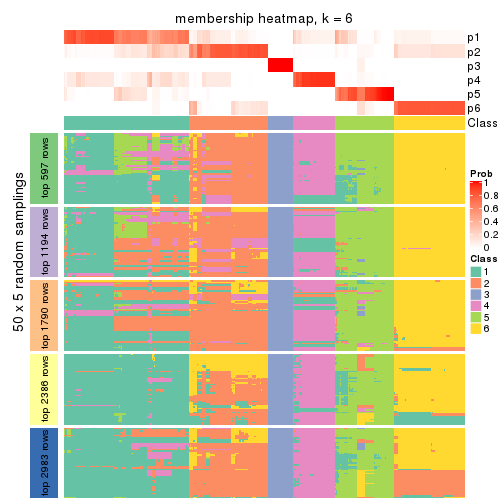 membership heatmap, k = 6
p1
p2
p3
p4
p5
p6
Class
50 x 5 random samplings
top 597 rows
top 1194 rows
top 1790 rows
top 2386 rows
top 2983 rows
Prob
1
0.8
0.6
0.4
0.2
0
Class
1
2
3
4
5
6